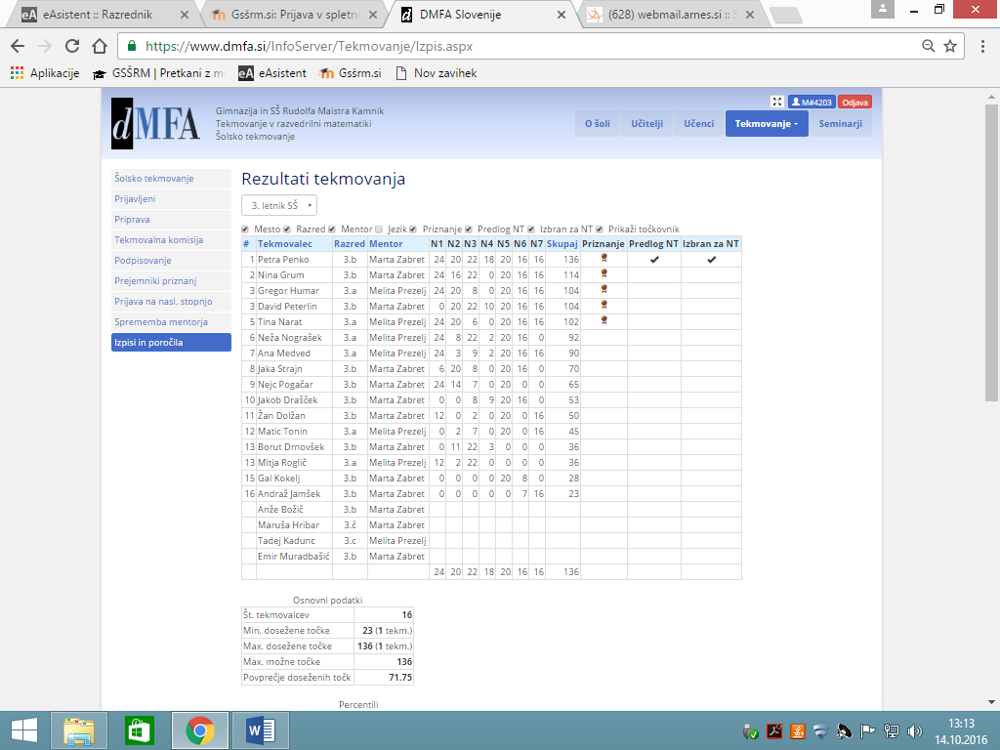 eAsistent :: Razrednik
Gsšrm.si: Prijava v spletn
DMFA Slovenije
(628) webmail.arnes.si ::
https://www.dmfa.si/InfoServer/Tekmovanje/Izpis.aspx
Aplikacije GSŠRM | Pretkani z m eAsistent Gsšrm.si Nov zavihek
dMFA
Gimnazija in SŠ Rudolfa Maistra Kamnik
Tekmovanje v razvedrilni matematiki
Šolsko tekmovanje
M#4203 Odjava
O šoli Učitelji Učenci Tekmovanje Seminarji
Šolsko tekmovanje
Prijavljeni
Priprava
Tekmovalna komisija
Podpisovanje
Prejemniki priznanj
Prijava na nasl. stopnjo
Sprememba mentorja
Izpisi in poročila
Rezultati tekmovanja
3. letnik SŠ
Mesto Razred Mentor Jezik Priznanje Predlog NT Izbran za NT Prikaži točkovnik
# Tekmovalec Razred Mentor N1 N2 N3 N4 N5 N6 N7 Skupaj Priznanje Predlog NT Izbran za NT
1 Petra Penko 3.b Marta Zabret 24 20 22 18 20 16 16 136
2 Nina Grum 3.b Marta Zabret 24 16 22 0 20 16 16 114
3 Gregor Humar 3.a Melita Prezelj 24 20 8 0 20 16 16 104
3 David Peterlin 3.b Marta Zabret 0 20 22 10 20 16 16 104
5 Tina Narat 3.a Melita Prezelj 24 20 6 0 20 16 16 102
6 Neža Nograšek 3.a Melita Prezelj 24 8 22 2 20 16 0 92
7 Ana Medved 3.a Melita Prezelj 24 3 9 2 20 16 16 90
8 Jaka Strajn 3.b Marta Zabret 6 20 8 0 20 16 0 70
9 Nejc Pogačar 3.b Marta Zabret 24 14 7 0 20 0 0 65
10 Jakob Drašček 3.b Marta Zabret 0 0 8 9 20 16 0 53
11 Žan Dolžan 3.b Marta Zabret 12 0 2 0 20 0 16 50
12 Matic Tonin 3.a Melita Prezelj 0 2 7 0 20 0 16 45
13 Borut Drnovšek 3.b Marta Zabret 0 11 22 3 0 0 0 36
13 Mitja Roglič 3.a Melita Prezelj 12 2 22 0 0 0 0 36
15 Gal Kokelj 3.b Marta Zabret 0 0 0 0 20 8 0 28
16 Andraž Jamšek 3.b Marta Zabret 0 0 0 0 0 7 16 23
Anže Božič 3.b Marta Zabret
Maruša Hribar 3.č Marta Zabret
Tadej Kadunc 3.c Melita Prezelj
Emir Muradbašić 3.b Marta Zabret
24 20 22 18 20 16 16 136
Osnovni podatki
Št. tekmovalcev 16
Min. dosežene točke 23 (1 tekm.)
Max. dosežene točke 136 (1 tekm.)
Max. možne točke 136
Povprečje doseženih točk 71.75
Percentili
13:13
14.10.2016